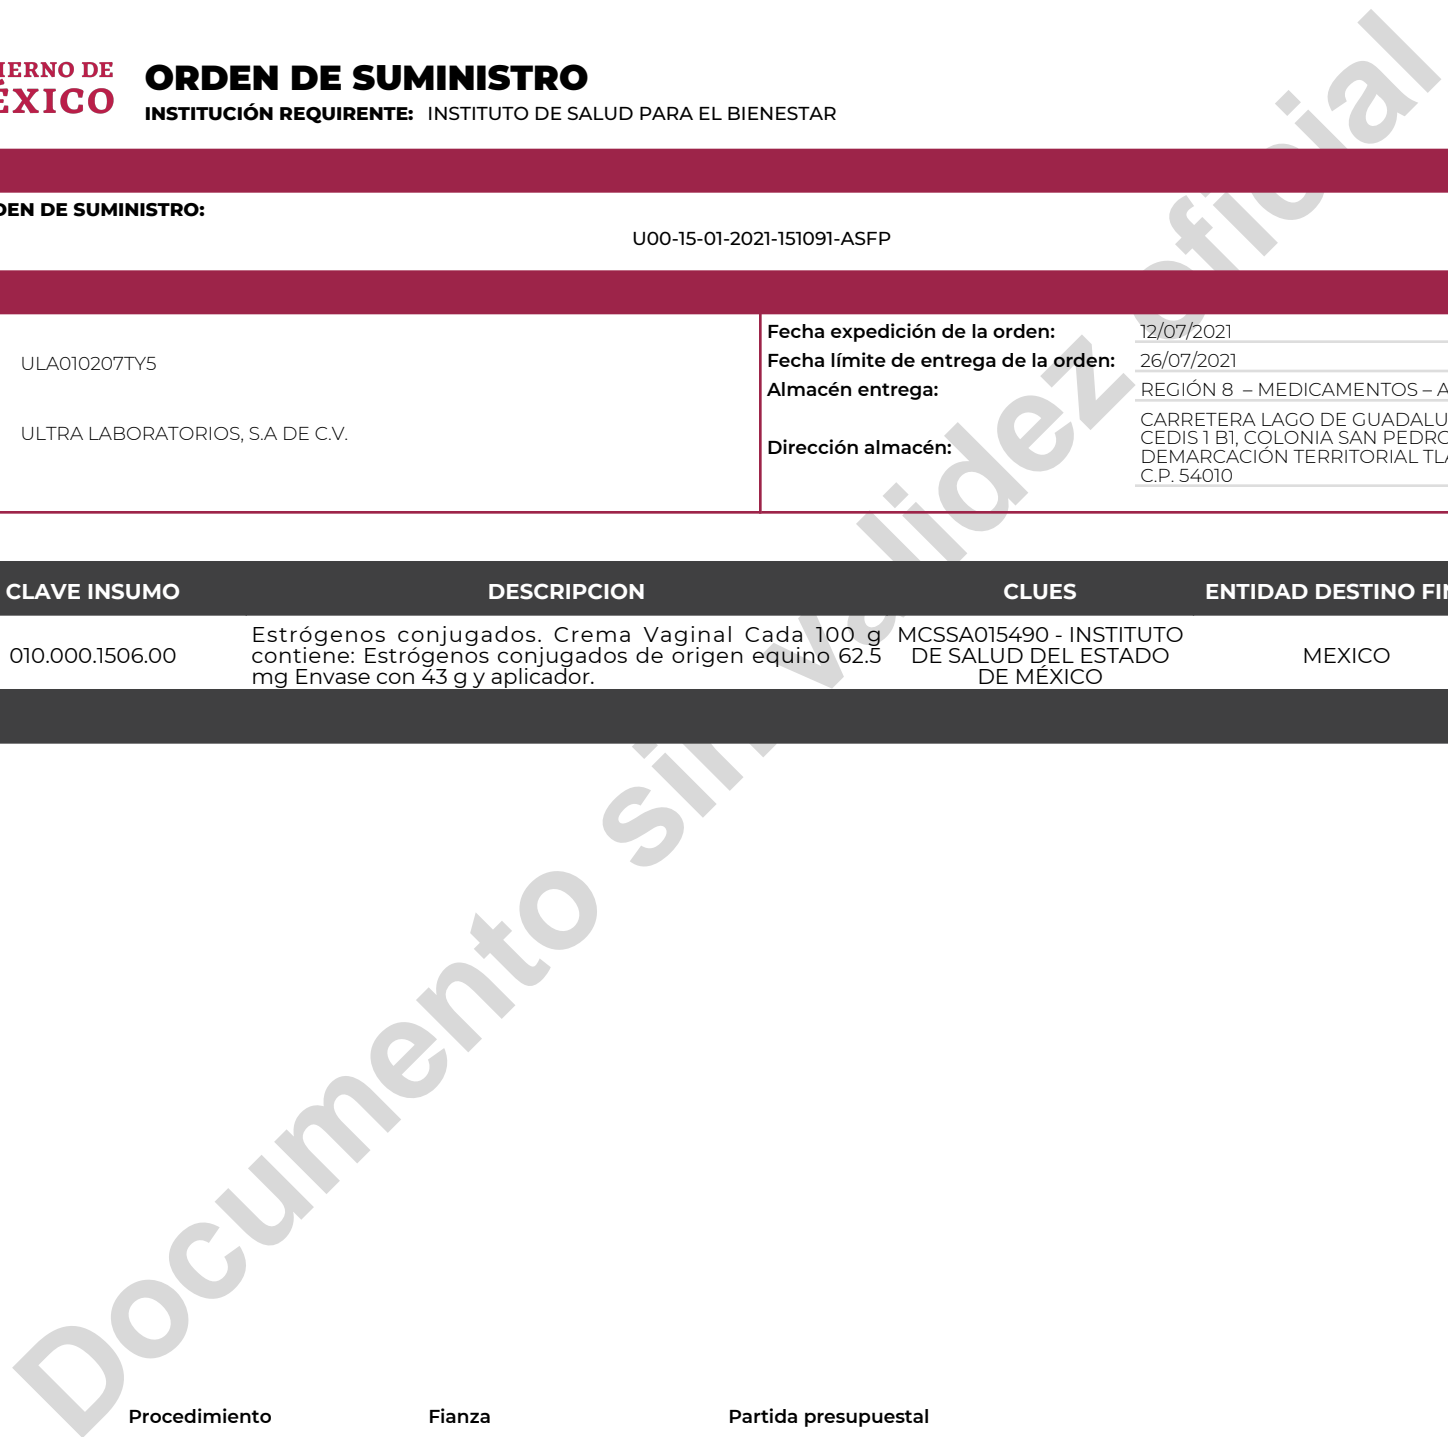 IERNO DE
ÉXICO
ORDEN DE SUMINISTRO
INSTITUCIÓN REQUIRENTE: INSTITUTO DE SALUD PARA EL BIENESTAR
DEN DE SUMINISTRO:
U00-15-01-2021-151091-ASFP
ULA010207TY5
ULTRA LABORATORIOS, S.A DE C.V.
Fecha expedición de la orden: 12/07/2021
Fecha límite de entrega de la orden: 26/07/2021
Almacén entrega: REGIÓN 8 – MEDICAMENTOS – A
Dirección almacén:
CARRETERA LAGO DE GUADALU
CEDIS 1 B1, COLONIA SAN PEDRO
DEMARCACIÓN TERRITORIAL TLA
C.P. 54010
CLAVE INSUMO DESCRIPCION CLUES ENTIDAD DESTINO FIN
010.000.1506.00
Estrógenos conjugados. Crema Vaginal Cada 100 g
contiene: Estrógenos conjugados de origen equino 62.5
mg Envase con 43 g y aplicador.
MCSSA015490 - INSTITUTO
DE SALUD DEL ESTADO
DE MÉXICO
MEXICO
Documento sin validez oficial
Procedimiento Fianza Partida presupuestal